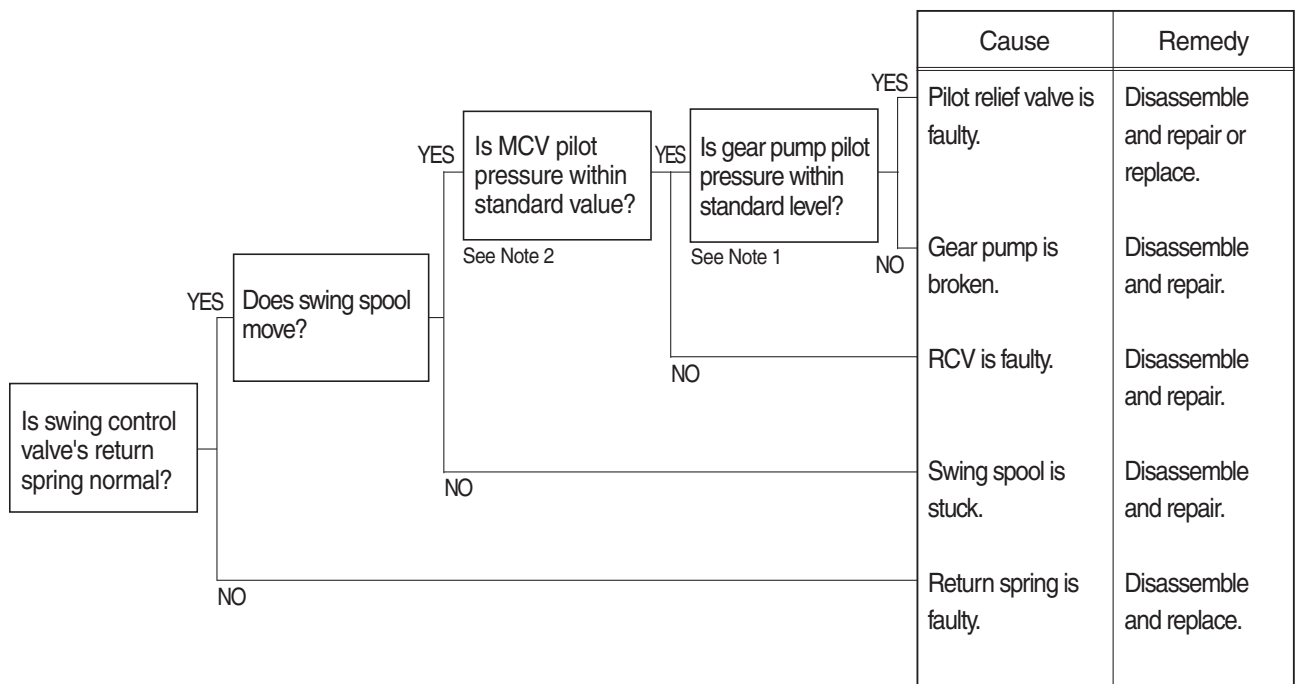 Cause
Remedy
YES
Pilot relief valve is
faulty.
Disassemble
and repair or
replace.
YES
Is MCV pilot
pressure within
standard value?
See Note 2
YES
Is gear pump pilot
pressure within
standard level?
See Note 1
NO
Gear pump is
broken.
Disassemble
and repair.
YES
Does swing spool
move?
NO
RCV is faulty.
Disassemble
and repair.
Is swing control
valve's return
spring normal?
NO
Swing spool is
stuck.
Disassemble
and repair.
NO
Return spring is
faulty.
Disassemble
and replace.